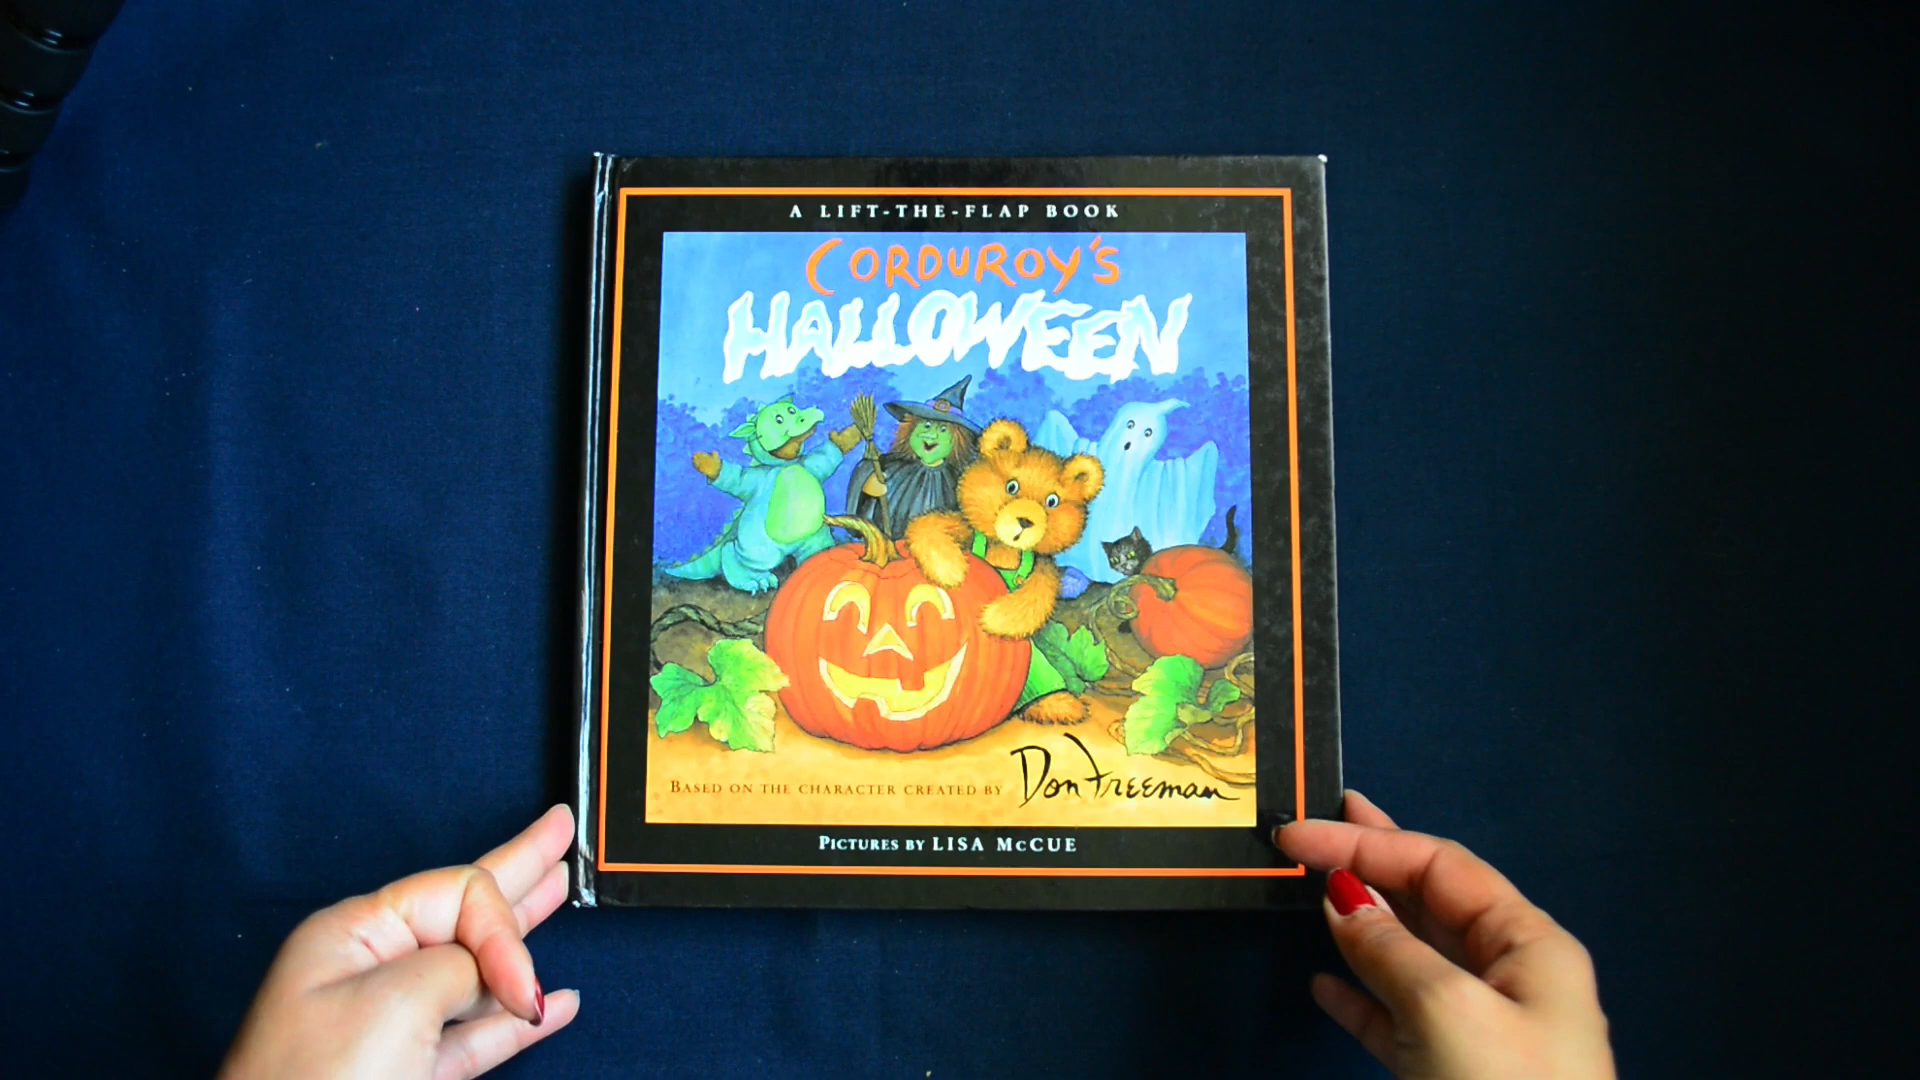 A LIFT-THE-FLAP BOOK
CORDUROY'S
HALLOWEEN
BASED ON THE CHARACTER CREATED BY Don Freeman
PICTURES BY LISA McCUE